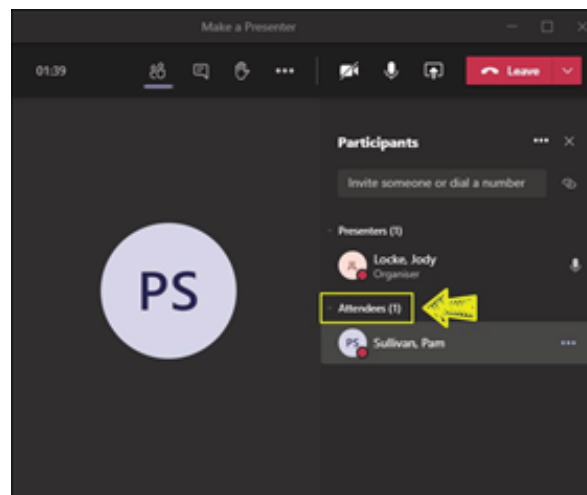 Make a Presenter
01:39
Leave
Participants
Invite someone or dial a number
Presenters (1)
JL
Locke, Jody
Organiser
PS
Attendees (1)
PS
Sullivan, Pam